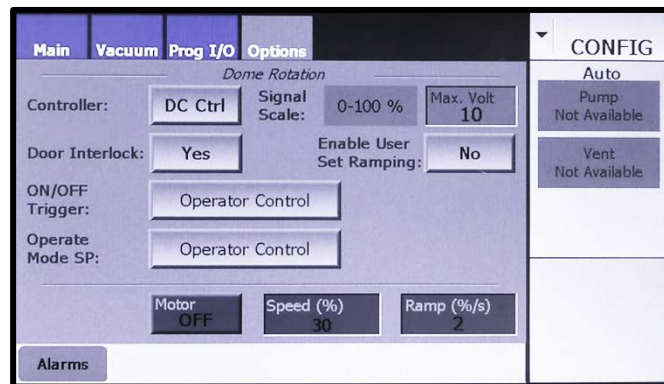 Main Vacuum Prog I/O Options
CONFIG
Dome Rotation
Auto
Controller: DC Ctrl Signal Scale: 0-100 % Max. Volt 10
Pump
Not Available
Door Interlock: Yes Enable User Set Ramping: No
Vent
Not Available
ON/OFF
Trigger: Operator Control
Operate
Mode SP: Operator Control
Motor
OFF
Speed (%)
30
Ramp (%/s)
2
Alarms